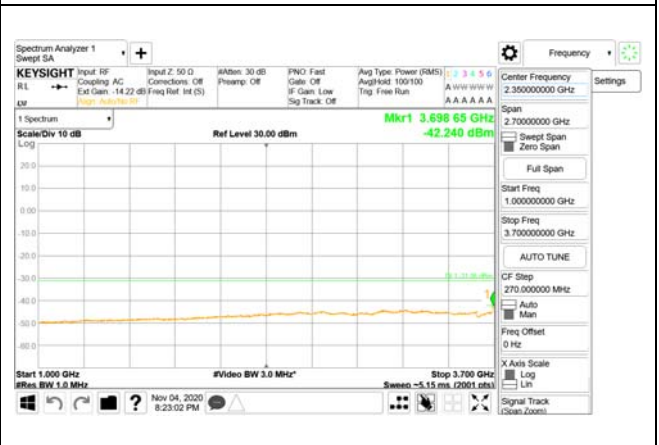 Spectrum Analyzer 1
Swept SA
Frequency
KEYSIGHT
RL
Input: RF
Coupling: AC
Ext Gain: -14.22 dB
Align: Auto/No RF
Input Z: 50 Ω
Corrections: Off
Freq Ref: Int (S)
#Atten: 30 dB
Preamp: Off
PNO: Fast
Gate: Off
IF Gain: Low
Sig Track: Off
Avg Type: Power (RMS)
Avg|Hold: 100/100
Trig: Free Run
1 2 3 4 5 6
A W W W W W
A A A A A A
1 Spectrum
Scale/Div 10 dB
Ref Level 30.00 dBm
Mkr1 3.698 65 GHz
-42.240 dBm
Log
20.0
10.0
0.00
-10.0
-20.0
-30.0
-40.0
-50.0
-60.0
1
Start 1.000 GHz
#Video BW 3.0 MHz*
Stop 3.700 GHz
#Res BW 1.0 MHz
Sweep ~5.15 ms (2001 pts)
Nov 04, 2020
8:23:02 PM
?
Center Frequency
2.350000000 GHz
Settings
Span
2.70000000 GHz
Swept Span
Zero Span
Full Span
Start Freq
1.000000000 GHz
Stop Freq
3.700000000 GHz
AUTO TUNE
CF Step
270.000000 MHz
Auto
Man
Freq Offset
0 Hz
X Axis Scale
Log
Lin
Signal Track
(Span Zoom)